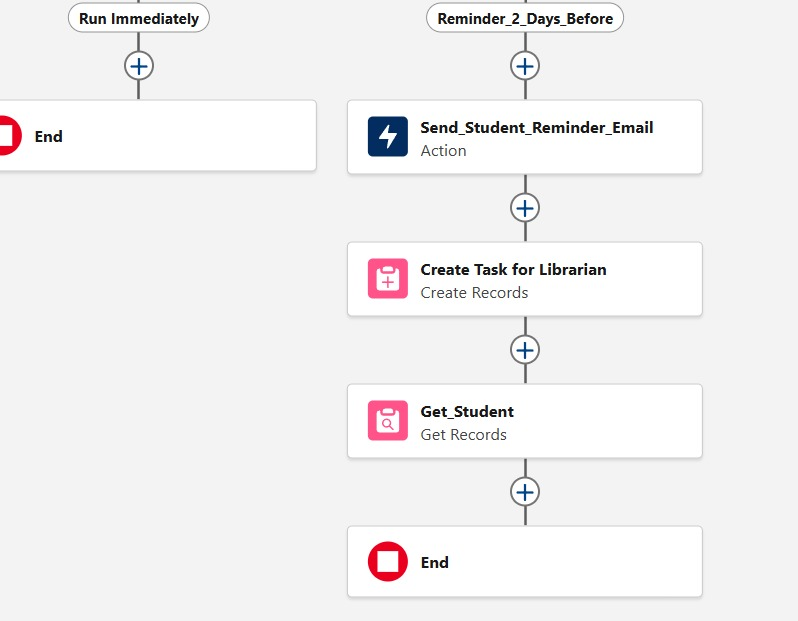 Run Immediately
Reminder_2_Days_Before
End
Send_Student_Reminder_Email
Action
Create Task for Librarian
Create Records
Get_Student
Get Records
End